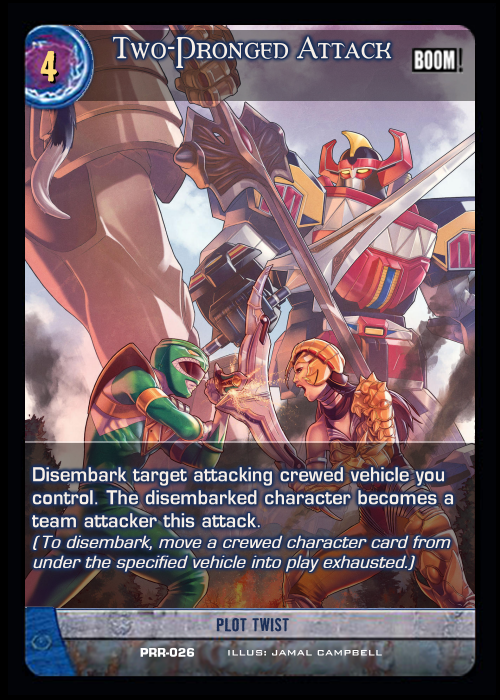 4
Two-Pronged Attack
BOOM!
Disembark target attacking crewed vehicle you
control. The disembarked character becomes a
team attacker this attack.
(To disembark, move a crewed character card from
under the specified vehicle into play exhausted.)
PLOT TWIST
PRR-026 ILLUS: JAMAL CAMPBELL